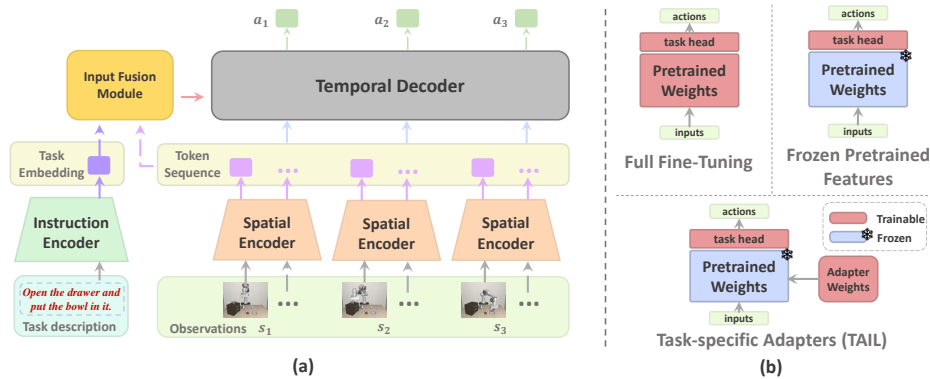 a1
a2
a3
Input Fusion
Module
Temporal Decoder
Task
Embedding
Token
Sequence
...
...
...
Instruction
Encoder
Spatial
Encoder
Spatial
Encoder
Spatial
Encoder
Open the drawer and
put the bowl in it.
Task description
Observations
s1
...
s2
...
s3
...
(a)
actions
task head
Pretrained
Weights
inputs
Full Fine-Tuning
actions
task head
Pretrained
Weights
inputs
Frozen Pretrained
Features
actions
task head
Pretrained
Weights
inputs
Adapter
Weights
Trainable
Frozen
Task-specific Adapters (TAIL)
(b)